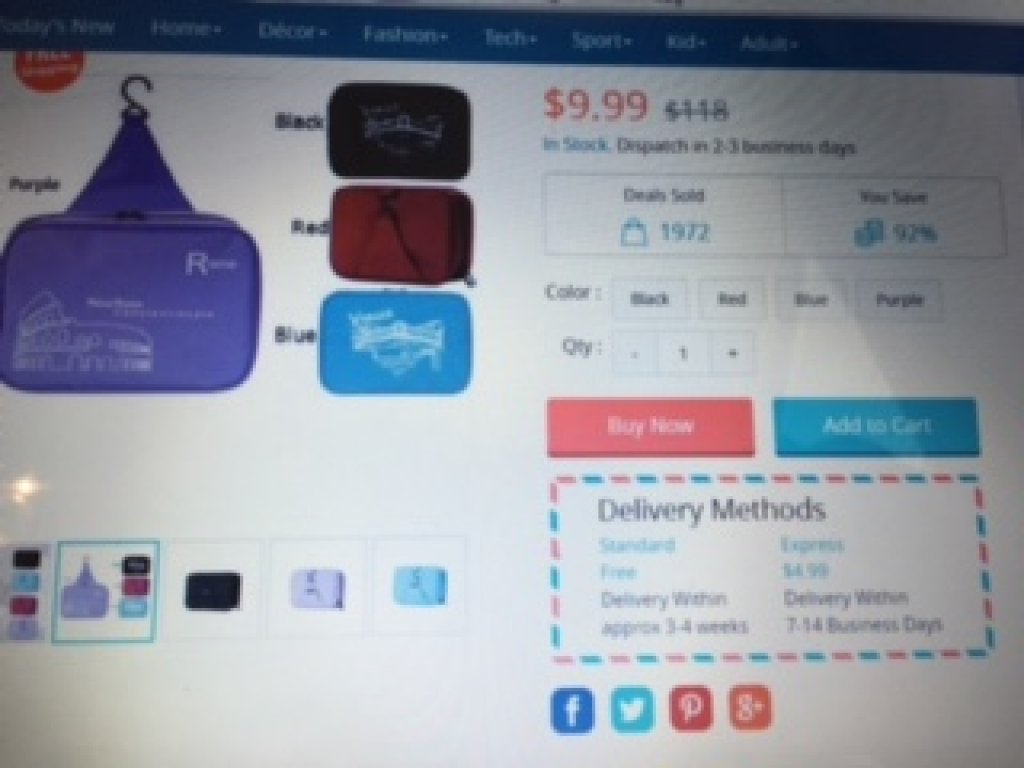 Today's New Home Décor Fashion Tech Sport Kid Adult
FREE
Purple
Black
Red
Blue
R
$9.99 $118
In Stock. Dispatch in 2-3 business days
Deals Sold
1972
You Save
92%
Color : Black Red Blue Purple
Qty : - 1 +
Buy Now
Add to Cart
Delivery Methods
Standard Express
Free $4.99
Delivery Within Delivery Within
approx 3-4 weeks 7-14 Business Days
f
8+